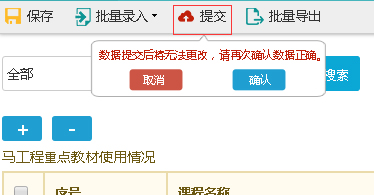 保存 批量录入 提交 批量导出
数据提交后将无法更改，请再次确认数据正确。
取消 确认
全部 搜索
+ -
马工程重点教材使用情况
序号 课程名称